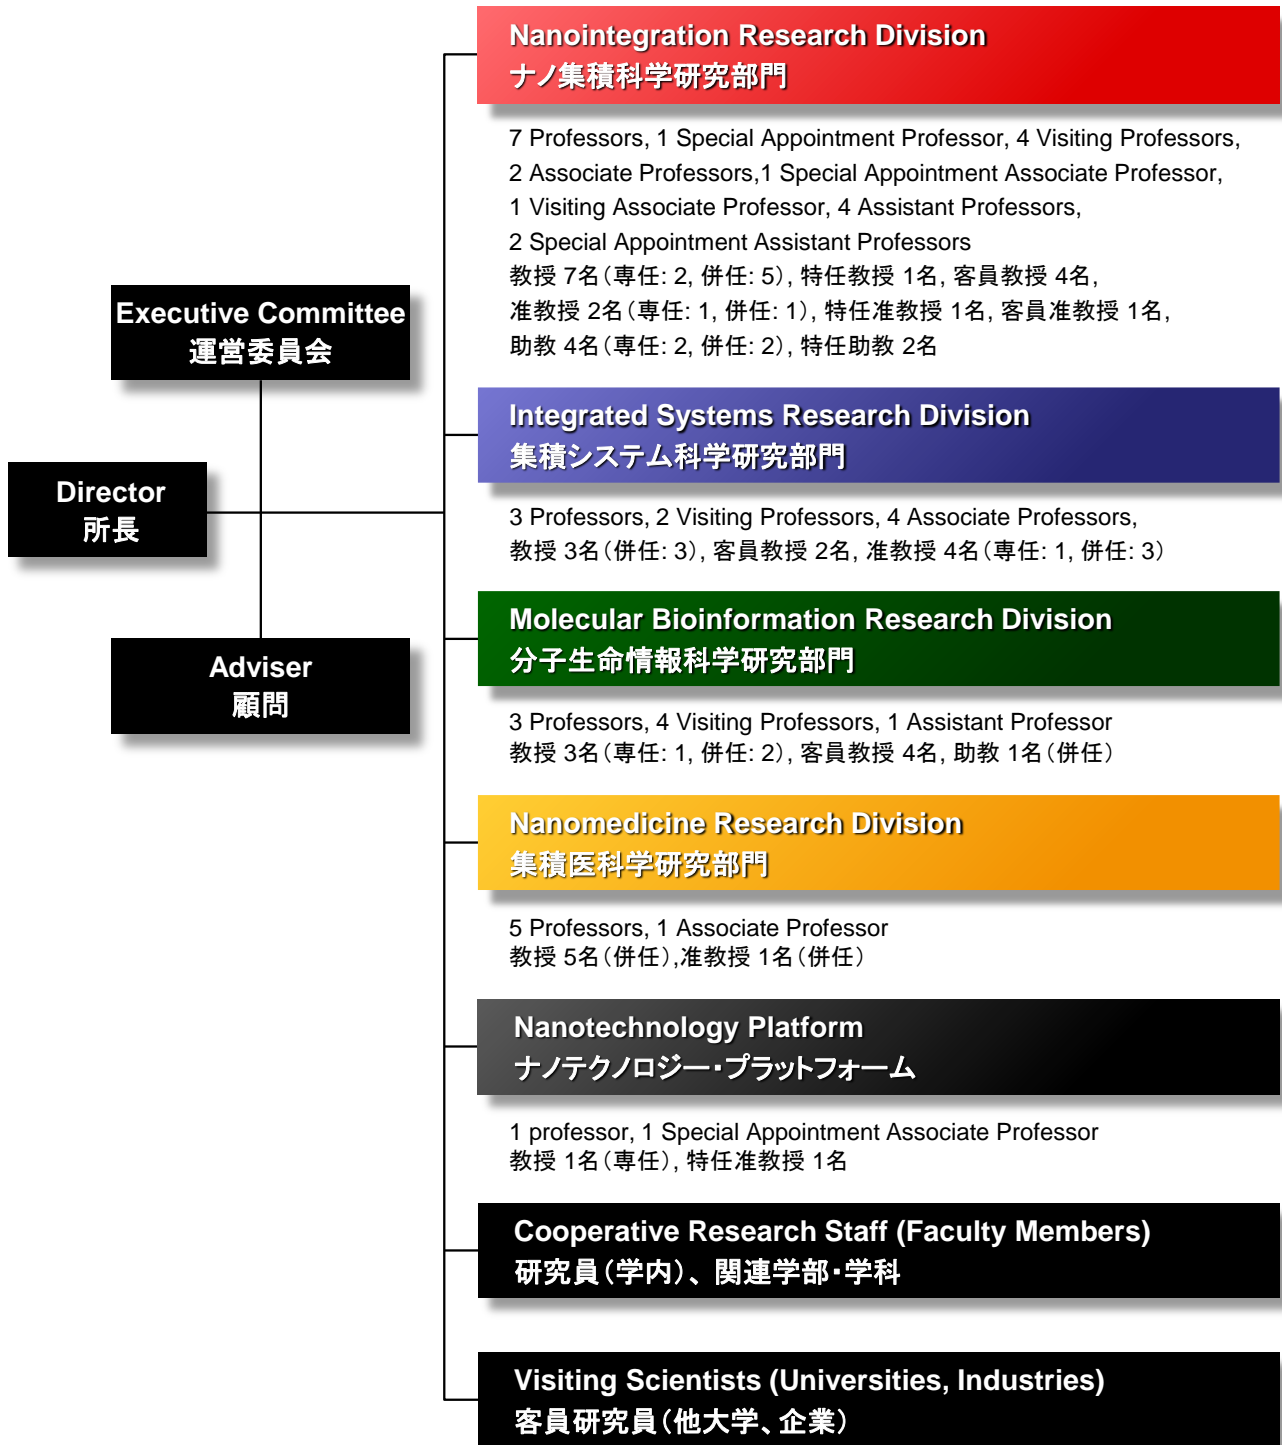 Nanointegration Research Division
ナノ集積科学研究部門
7 Professors, 1 Special Appointment Professor, 4 Visiting Professors,
2 Associate Professors,1 Special Appointment Associate Professor,
1 Visiting Associate Professor, 4 Assistant Professors,
2 Special Appointment Assistant Professors
教授 7名（専任: 2, 併任: 5）, 特任教授 1名, 客員教授 4名,
准教授 2名（専任: 1, 併任: 1）, 特任准教授 1名, 客員准教授 1名,
助教 4名（専任: 2, 併任: 2）, 特任助教 2名
Executive Committee
運営委員会
Integrated Systems Research Division
集積システム科学研究部門
Director
所長
3 Professors, 2 Visiting Professors, 4 Associate Professors,
教授 3名（併任: 3）, 客員教授 2名, 准教授 4名（専任: 1, 併任: 3）
Molecular Bioinformation Research Division
分子生命情報科学研究部門
Adviser
顧問
3 Professors, 4 Visiting Professors, 1 Assistant Professor
教授 3名（専任: 1, 併任: 2）, 客員教授 4名, 助教 1名（併任）
Nanomedicine Research Division
集積医科学研究部門
5 Professors, 1 Associate Professor
教授 5名（併任）,准教授 1名（併任）
Nanotechnology Platform
ナノテクノロジー・プラットフォーム
1 professor, 1 Special Appointment Associate Professor
教授 1名（専任）, 特任准教授 1名
Cooperative Research Staff (Faculty Members)
研究員（学内）、関連学部・学科
Visiting Scientists (Universities, Industries)
客員研究員（他大学、企業）